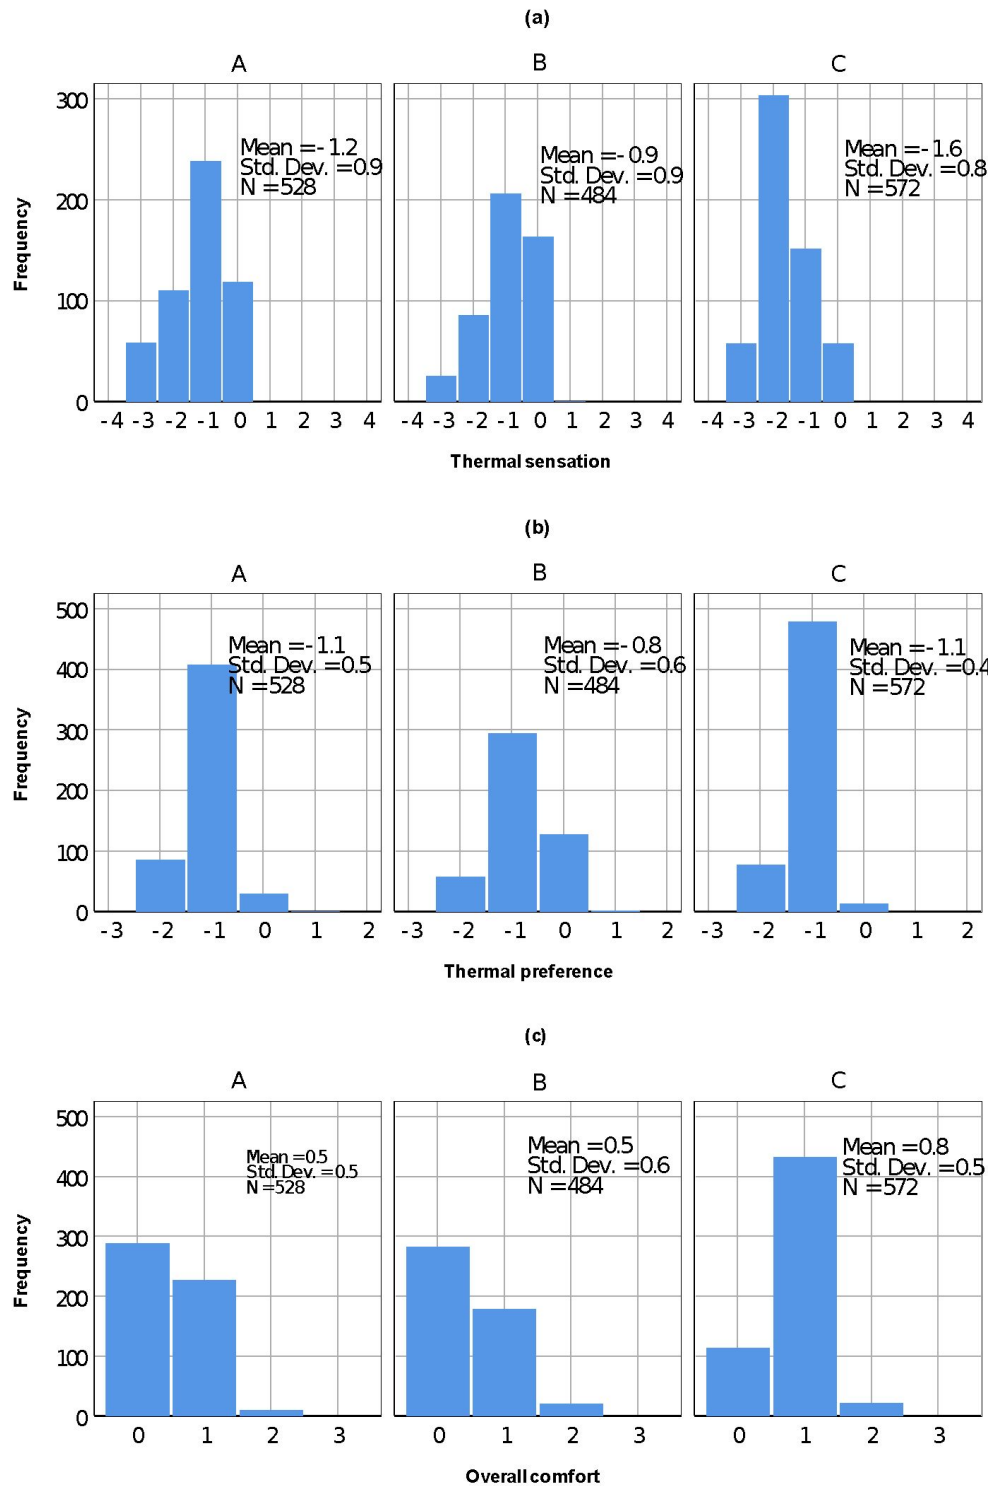 (a)
A B C
300
200
100
0
Frequency
Mean =-1.2
Std. Dev. =0.9
N =528
Mean =-0.9
Std. Dev. =0.9
N =484
Mean =-1.6
Std. Dev. =0.8
N =572
-4 -3 -2 -1 0 1 2 3 4 -4 -3 -2 -1 0 1 2 3 4 -4 -3 -2 -1 0 1 2 3 4
Thermal sensation
(b)
A B C
500
400
300
200
100
0
Frequency
Mean =-1.1
Std. Dev. =0.5
N =528
Mean =-0.8
Std. Dev. =0.6
N =484
Mean =-1.1
Std. Dev. =0.4
N =572
-3 -2 -1 0 1 2 -3 -2 -1 0 1 2 -3 -2 -1 0 1 2
Thermal preference
(c)
A B C
500
400
300
200
100
0
Frequency
Mean =0.5
Std. Dev. =0.5
N =528
Mean =0.5
Std. Dev. =0.6
N =484
Mean =0.8
Std. Dev. =0.5
N =572
0 1 2 3 0 1 2 3 0 1 2 3
Overall comfort